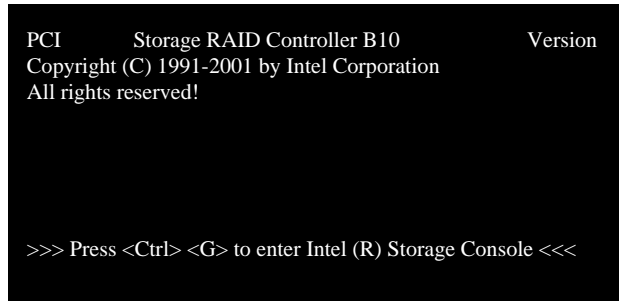 PCI Storage RAID Controller B10 Version
Copyright (C) 1991-2001 by Intel Corporation
All rights reserved!
>>> Press <Ctrl> <G> to enter Intel (R) Storage Console <<<